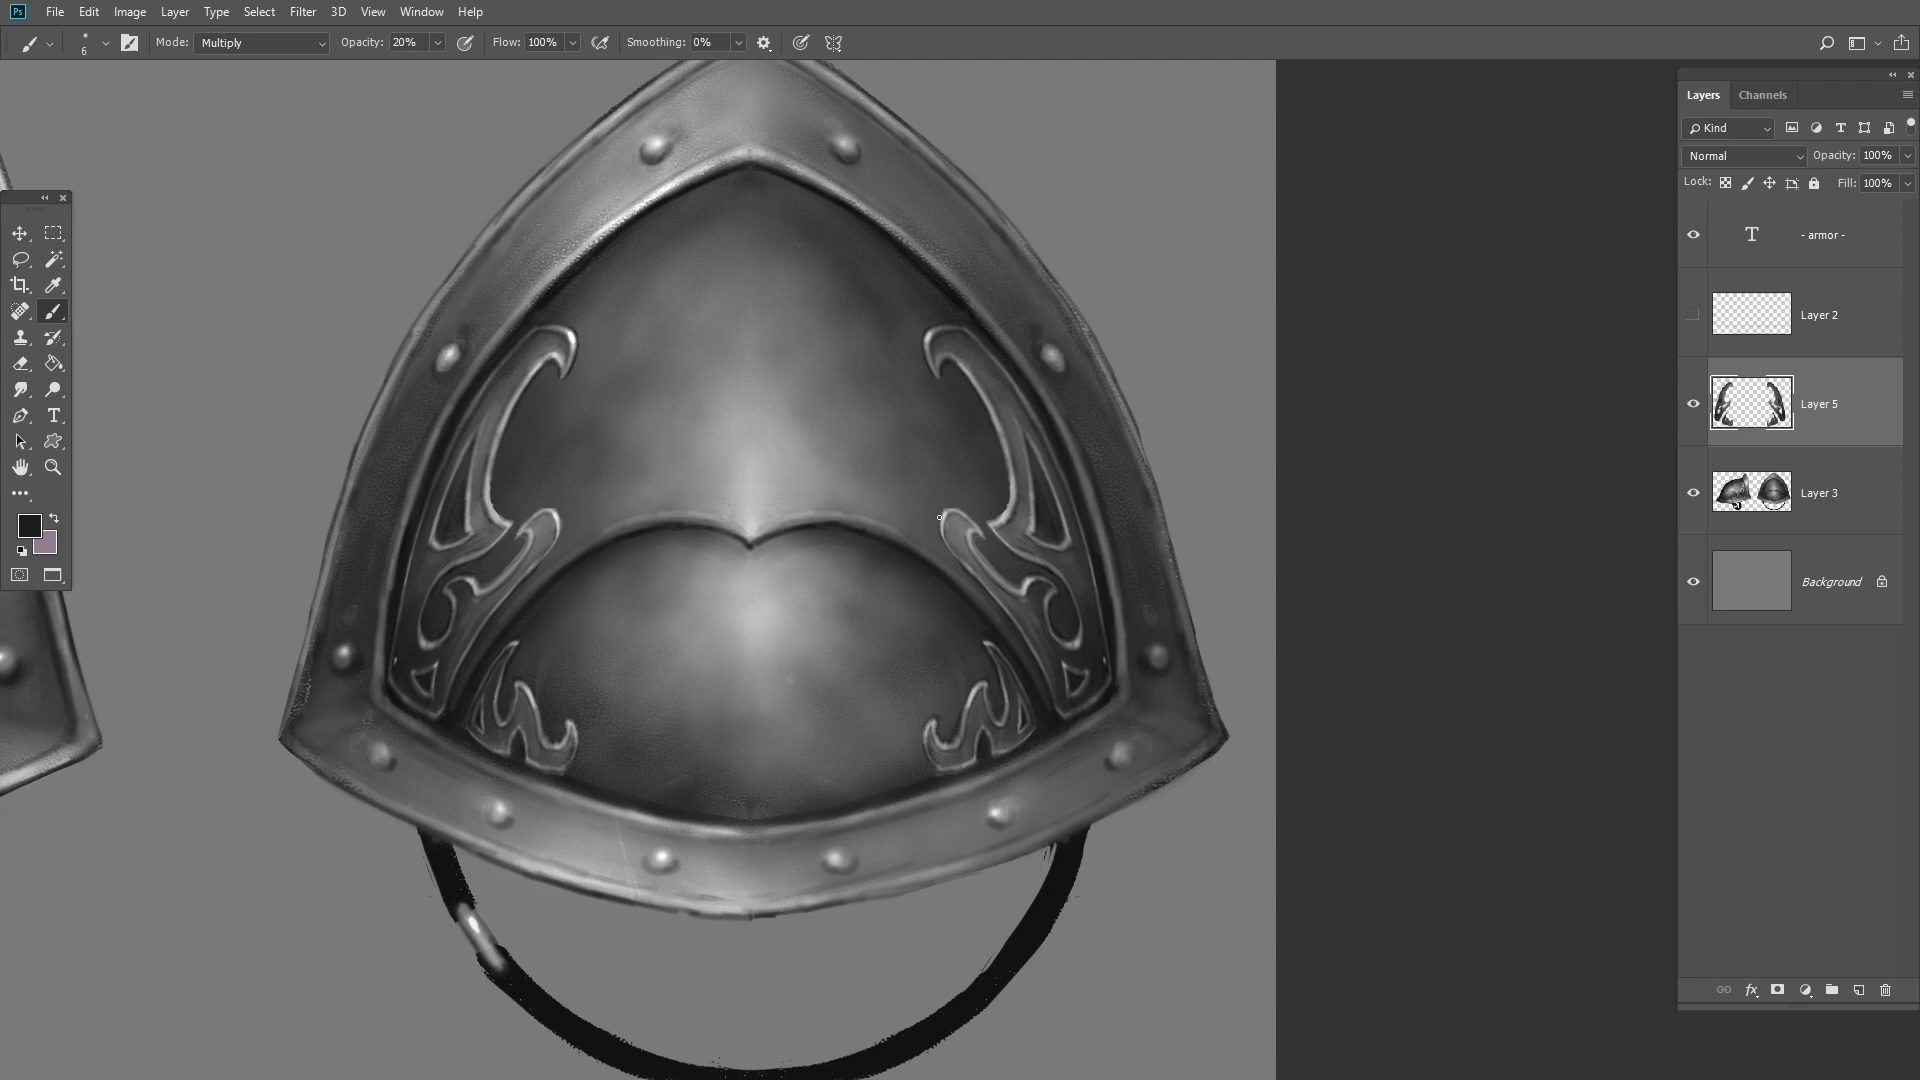 Ps File Edit Image Layer Type Select Filter 3D View Window Help
6 Mode: Multiply Opacity: 20% Flow: 100% Smoothing: 0%
Layers Channels
Kind
Normal Opacity: 100%
Lock: Fill: 100%
- armor -
Layer 2
Layer 5
Layer 3
Background